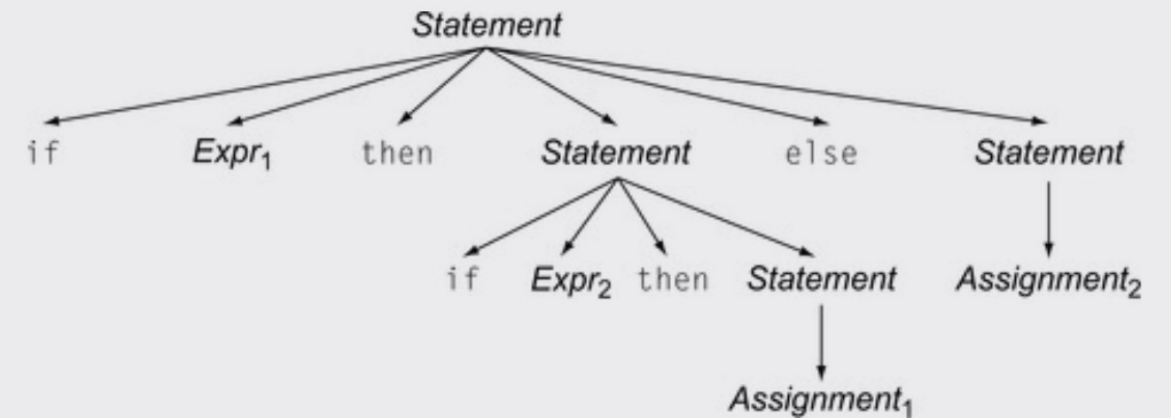 Statement
if Expr₁ then Statement else Statement
if Expr₂ then Statement Assignment₂
Assignment₁